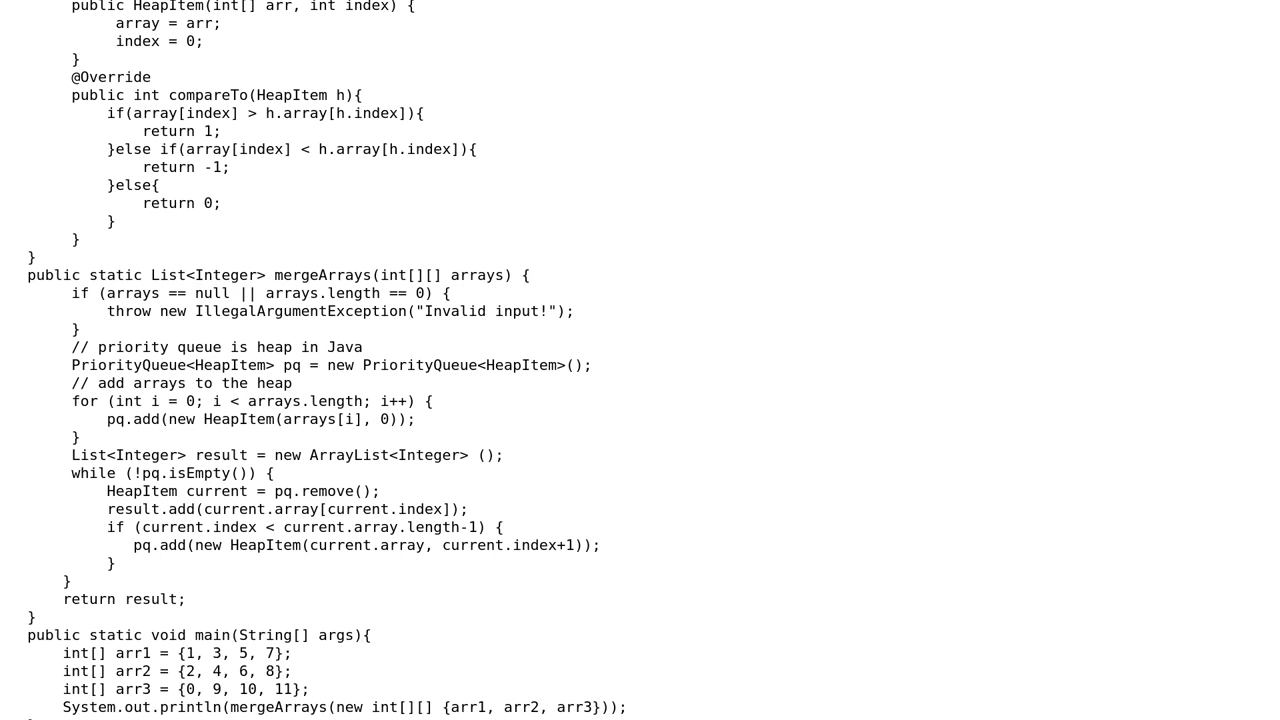 public HeapItem(int[] arr, int index) {
array = arr;
index = 0;
}
@Override
public int compareTo(HeapItem h){
if(array[index] > h.array[h.index]){
return 1;
}else if(array[index] < h.array[h.index]){
return -1;
}else{
return 0;
}
}
}
public static List<Integer> mergeArrays(int[][] arrays) {
if (arrays == null || arrays.length == 0) {
throw new IllegalArgumentException("Invalid input!");
}
// priority queue is heap in Java
PriorityQueue<HeapItem> pq = new PriorityQueue<HeapItem>();
// add arrays to the heap
for (int i = 0; i < arrays.length; i++) {
pq.add(new HeapItem(arrays[i], 0));
}
List<Integer> result = new ArrayList<Integer> ();
while (!pq.isEmpty()) {
HeapItem current = pq.remove();
result.add(current.array[current.index]);
if (current.index < current.array.length-1) {
pq.add(new HeapItem(current.array, current.index+1));
}
}
return result;
}
public static void main(String[] args){
int[] arr1 = {1, 3, 5, 7};
int[] arr2 = {2, 4, 6, 8};
int[] arr3 = {0, 9, 10, 11};
System.out.println(mergeArrays(new int[][] {arr1, arr2, arr3}));